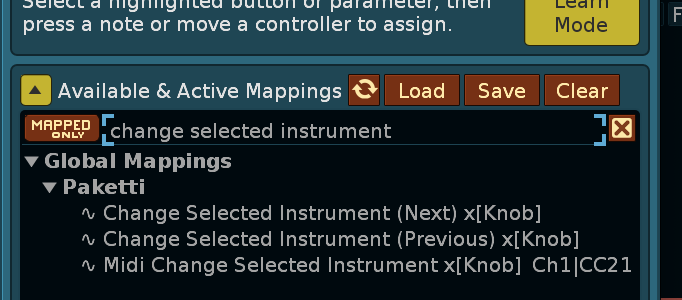 Select a highlighted button or parameter, then
press a note or move a controller to assign.
Learn
Mode
F
Available & Active Mappings
Load
Save
Clear
MAPPED
ONLY
change selected instrument
Global Mappings
Paketti
∿ Change Selected Instrument (Next) x[Knob]
∿ Change Selected Instrument (Previous) x[Knob]
∿ Midi Change Selected Instrument x[Knob] Ch1|CC21